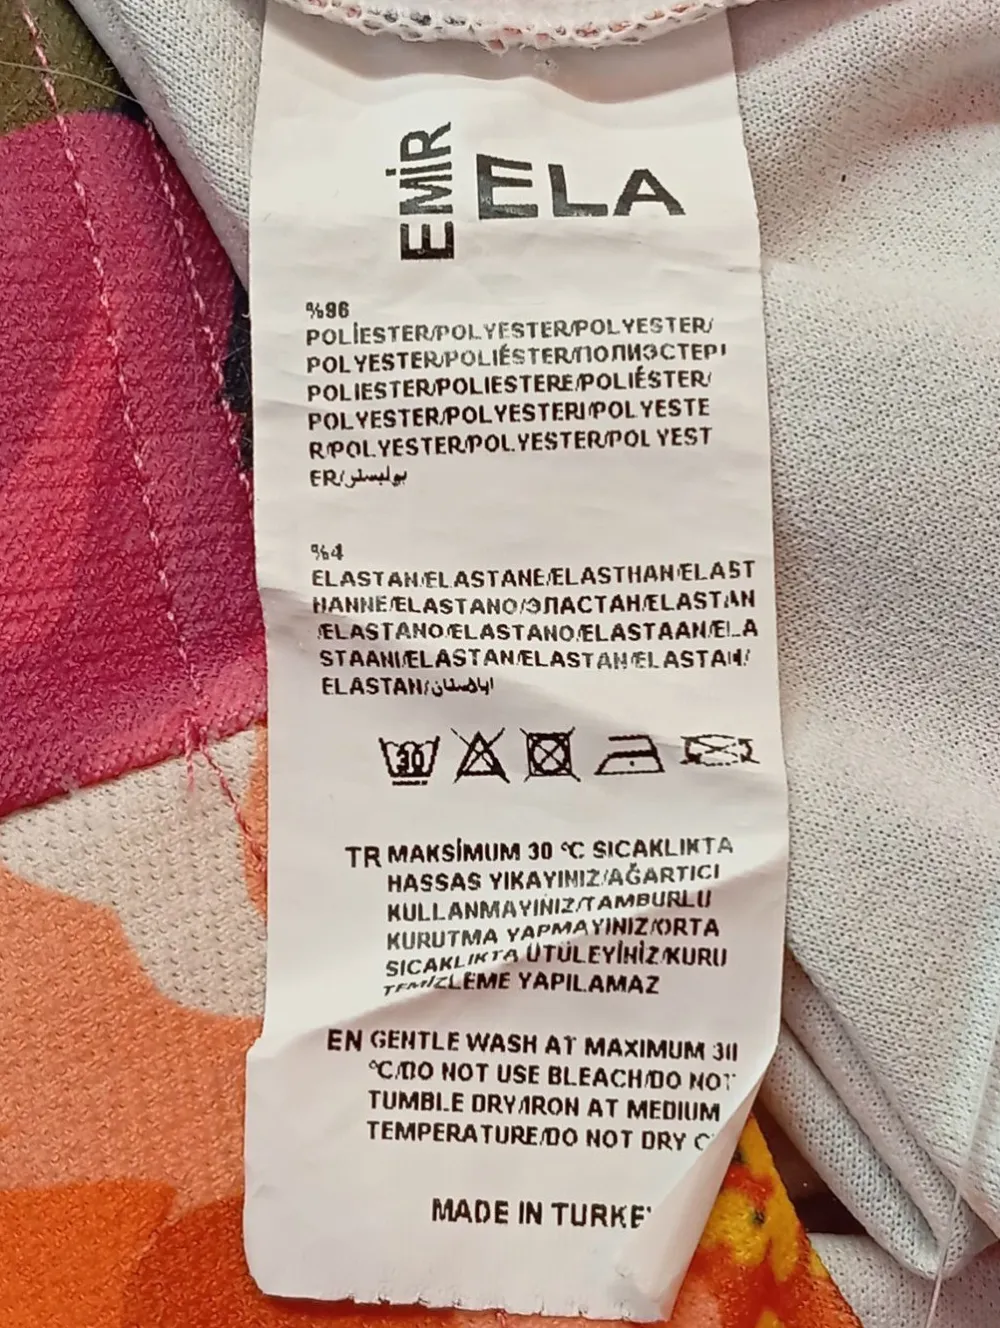 EMİR ELA
%96
POLİESTER/POLYESTER/POLYESTER/
POLYESTER/POLIÉSTER/ПОЛИЭСТЕР/
POLIESTER/POLIESTERE/POLIÉSTER/
POLYESTER/POLYESTERI/POLYESTE
R/POLYESTER/POLYESTER/POLYEST
ER/بوليستر
%4
ELASTAN/ELASTANE/ELASTHAN/ELAST
HANNE/ELASTANO/ЭЛАСТАН/ELASTAN
/ELASTANO/ELASTANO/ELASTAAN/ELA
STAANI/ELASTAN/ELASTAN/ELASTAN/
ELASTAN/
30
TR MAKSİMUM 30 °C SICAKLIKTA
HASSAS YIKAYINIZ/AĞARTICI
KULLANMAYINIZ/TAMBURLU
KURUTMA YAPMAYINIZ/ORTA
SICAKLIKTA ÜTÜLEYİNİZ/KURU
TEMİZLEME YAPILAMAZ
EN GENTLE WASH AT MAXIMUM 30
°C/DO NOT USE BLEACH/DO NOT
TUMBLE DRY/IRON AT MEDIUM
TEMPERATURE/DO NOT DRY C
MADE IN TURKE